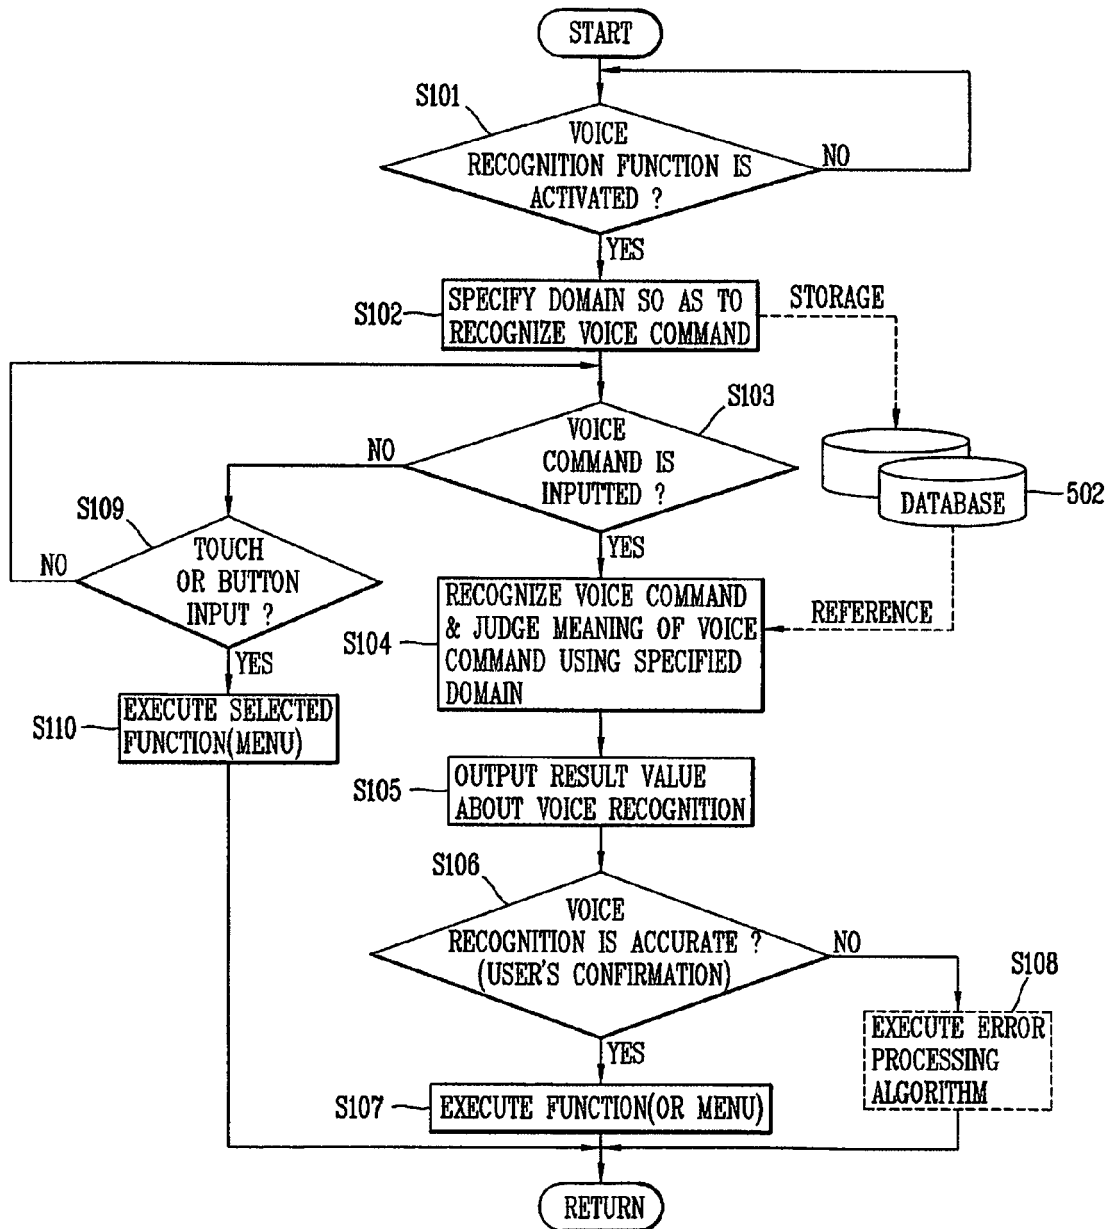 START
S101
VOICE
RECOGNITION FUNCTION IS
ACTIVATED ?
NO
YES
S102
SPECIFY DOMAIN SO AS TO
RECOGNIZE VOICE COMMAND
STORAGE
S103
VOICE
COMMAND IS
INPUTTED ?
NO
YES
DATABASE
502
S109
TOUCH
OR BUTTON
INPUT ?
NO
YES
REFERENCE
S104
RECOGNIZE VOICE COMMAND
& JUDGE MEANING OF VOICE
COMMAND USING SPECIFIED
DOMAIN
S110
EXECUTE SELECTED
FUNCTION(MENU)
S105
OUTPUT RESULT VALUE
ABOUT VOICE RECOGNITION
S106
VOICE
RECOGNITION IS ACCURATE ?
(USER'S CONFIRMATION)
NO
YES
S108
EXECUTE ERROR
PROCESSING
ALGORITHM
S107
EXECUTE FUNCTION(OR MENU)
RETURN